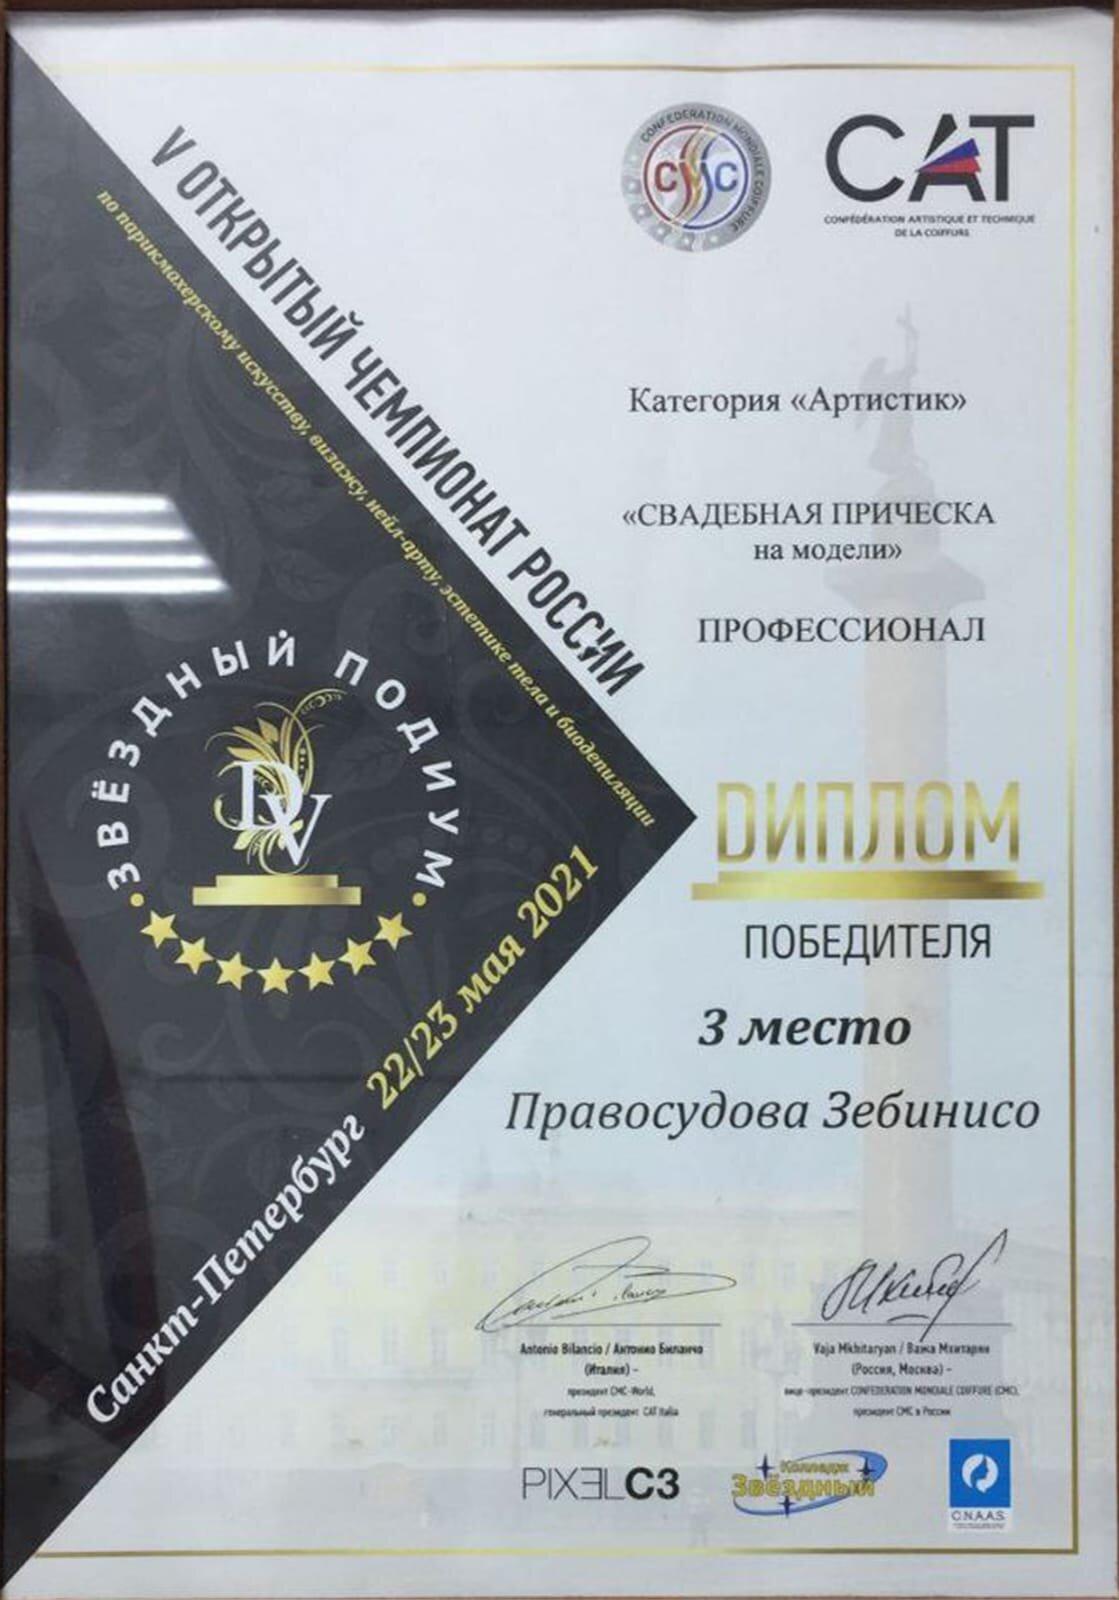 V ОТКРЫТЫЙ ЧЕМПИОНАТ РОССИИ
по парикмахерскому искусству, визажу, нейл-арту, эстетике тела и биодепиляции
ЗВЁЗДНЫЙ ПОДИУМ
DV
Санкт-Петербург 22/23 мая 2021
CONFEDERATION MONDIALE COIFFURE
CMC
CAT
CONFÉDÉRATION ARTISTIQUE ET TECHNIQUE
DE LA COIFFURE
Категория «Артистик»
«СВАДЕБНАЯ ПРИЧЕСКА
на модели»
ПРОФЕССИОНАЛ
DИПЛОМ
ПОБЕДИТЕЛЯ
3 место
Правосудова Зебинисо
Antonio Bilancio / Антонио Биланчо
(Италия) –
президент CMC-World,
генеральный президент CAT Italia
Vaja Mkhitaryan / Важа Мхитарян
(Россия, Москва) –
вице-президент CONFEDERATION MONDIALE COIFFURE (CMC),
президент CMC в России
PIXELC3
Колледж
Звёздный
C.N.A.A.S.